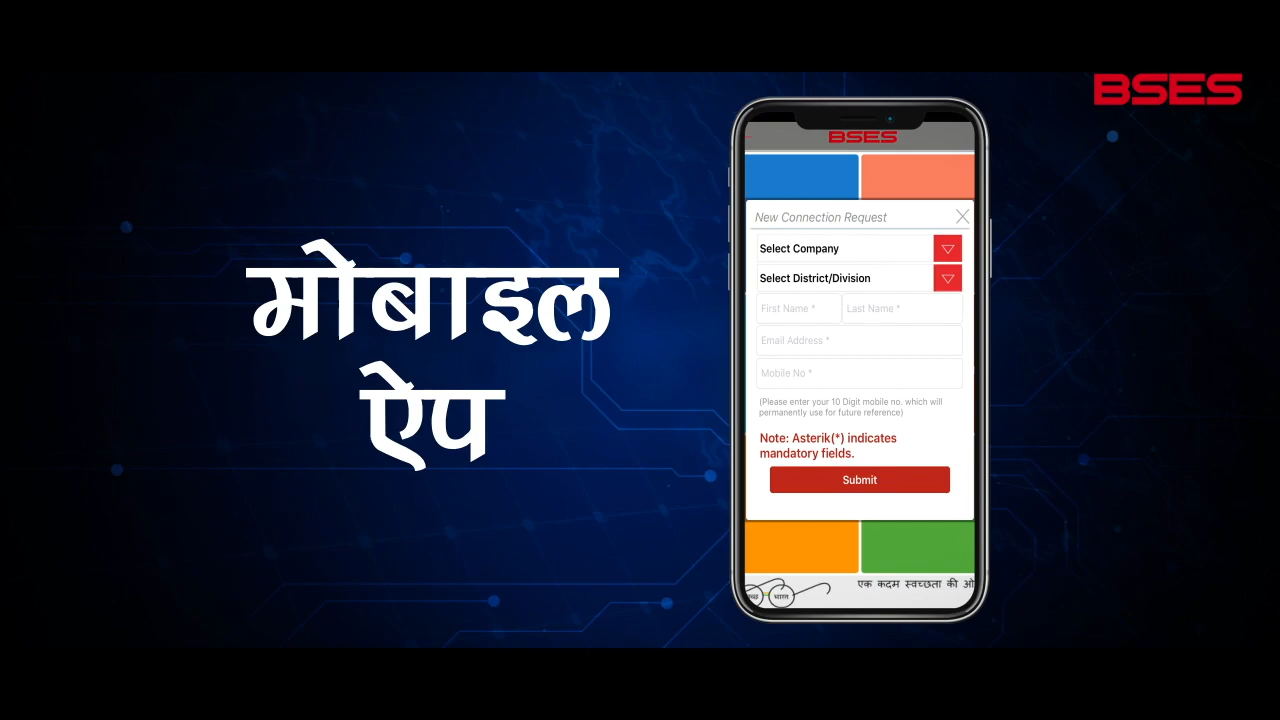 BSES
मोबाइल
ऐप
BSES
New Connection Request
Select Company
Select District/Division
First Name * Last Name *
Email Address *
Mobile No *
(Please enter your 10 Digit mobile no. which will
permanently use for future reference)
Note: Asterik(*) indicates
mandatory fields.
Submit
एक कदम स्वच्छता की ओ
भारत